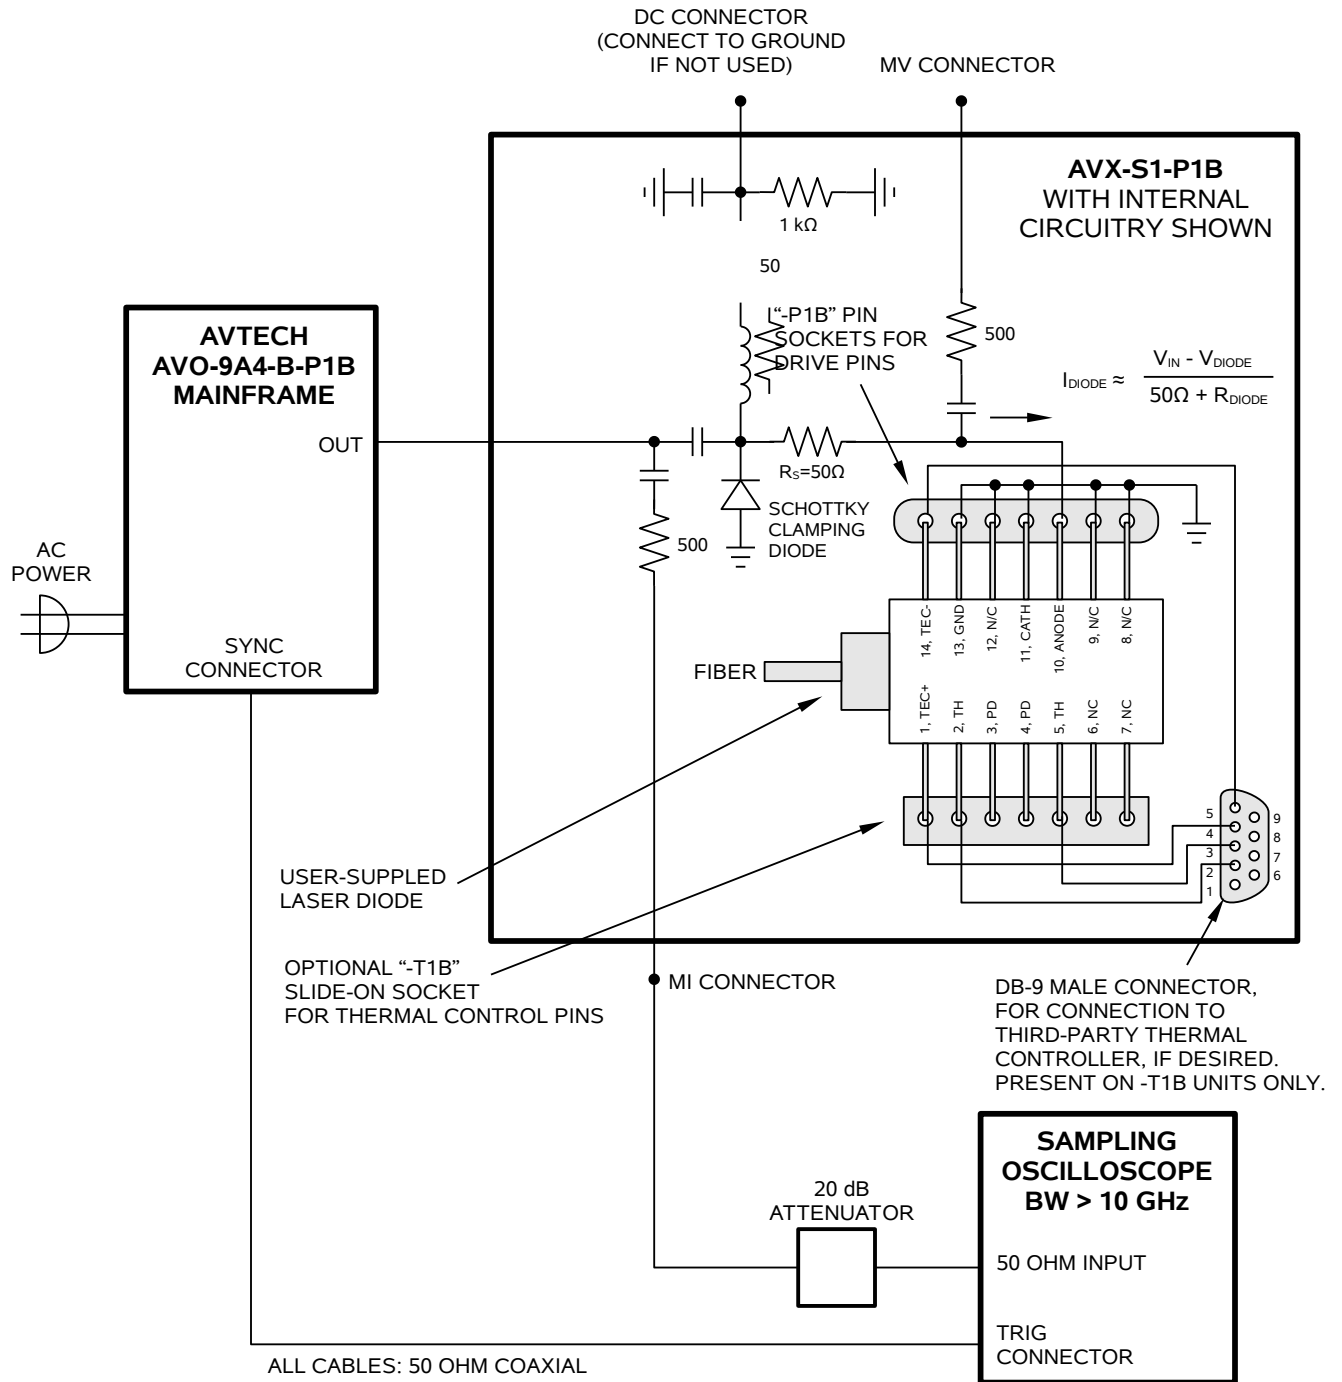 DC CONNECTOR
(CONNECT TO GROUND
IF NOT USED)
MV CONNECTOR
AVX-S1-P1B
WITH INTERNAL
CIRCUITRY SHOWN
1 kΩ
50
AVTECH
AVO-9A4-B-P1B
MAINFRAME
OUT
SYNC
CONNECTOR
AC
POWER
“-P1B” PIN
SOCKETS FOR
DRIVE PINS
500
I DIODE ≈ V IN - V DIODE
50Ω + R DIODE
RS=50Ω
SCHOTTKY
CLAMPING
DIODE
500
14, TEC-
13, GND
12, N/C
11, CATH
10, ANODE
9, N/C
8, N/C
FIBER
1, TEC+
2, TH
3, PD
4, PD
5, TH
6, NC
7, NC
5
4
3
2
1
9
8
7
6
USER-SUPPLED
LASER DIODE
OPTIONAL “-T1B”
SLIDE-ON SOCKET
FOR THERMAL CONTROL PINS
MI CONNECTOR
DB-9 MALE CONNECTOR,
FOR CONNECTION TO
THIRD-PARTY THERMAL
CONTROLLER, IF DESIRED.
PRESENT ON -T1B UNITS ONLY.
SAMPLING
OSCILLOSCOPE
BW > 10 GHz
20 dB
ATTENUATOR
50 OHM INPUT
TRIG
CONNECTOR
ALL CABLES: 50 OHM COAXIAL